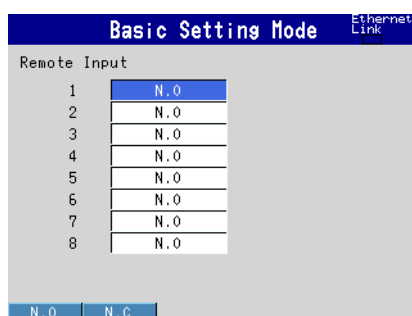 Basic Setting Mode
Ethernet
Link
Remote Input
1 N.O
2 N.O
3 N.O
4 N.O
5 N.O
6 N.O
7 N.O
8 N.O
N.O N.C